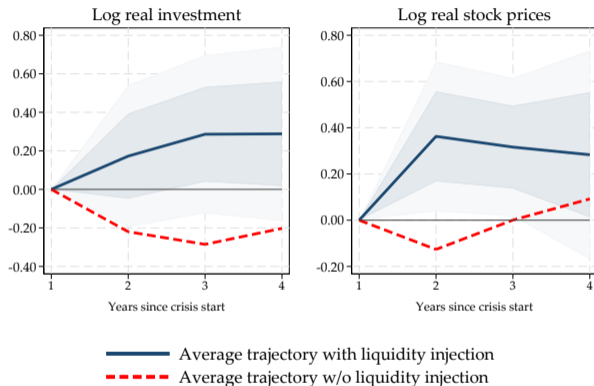 Log real investment
0.80
0.60
0.40
0.20
0.00
-0.20
-0.40
1 2 3 4
Years since crisis start
Log real stock prices
0.80
0.60
0.40
0.20
0.00
-0.20
1 2 3 4
Years since crisis start
Average trajectory with liquidity injection
Average trajectory w/o liquidity injection